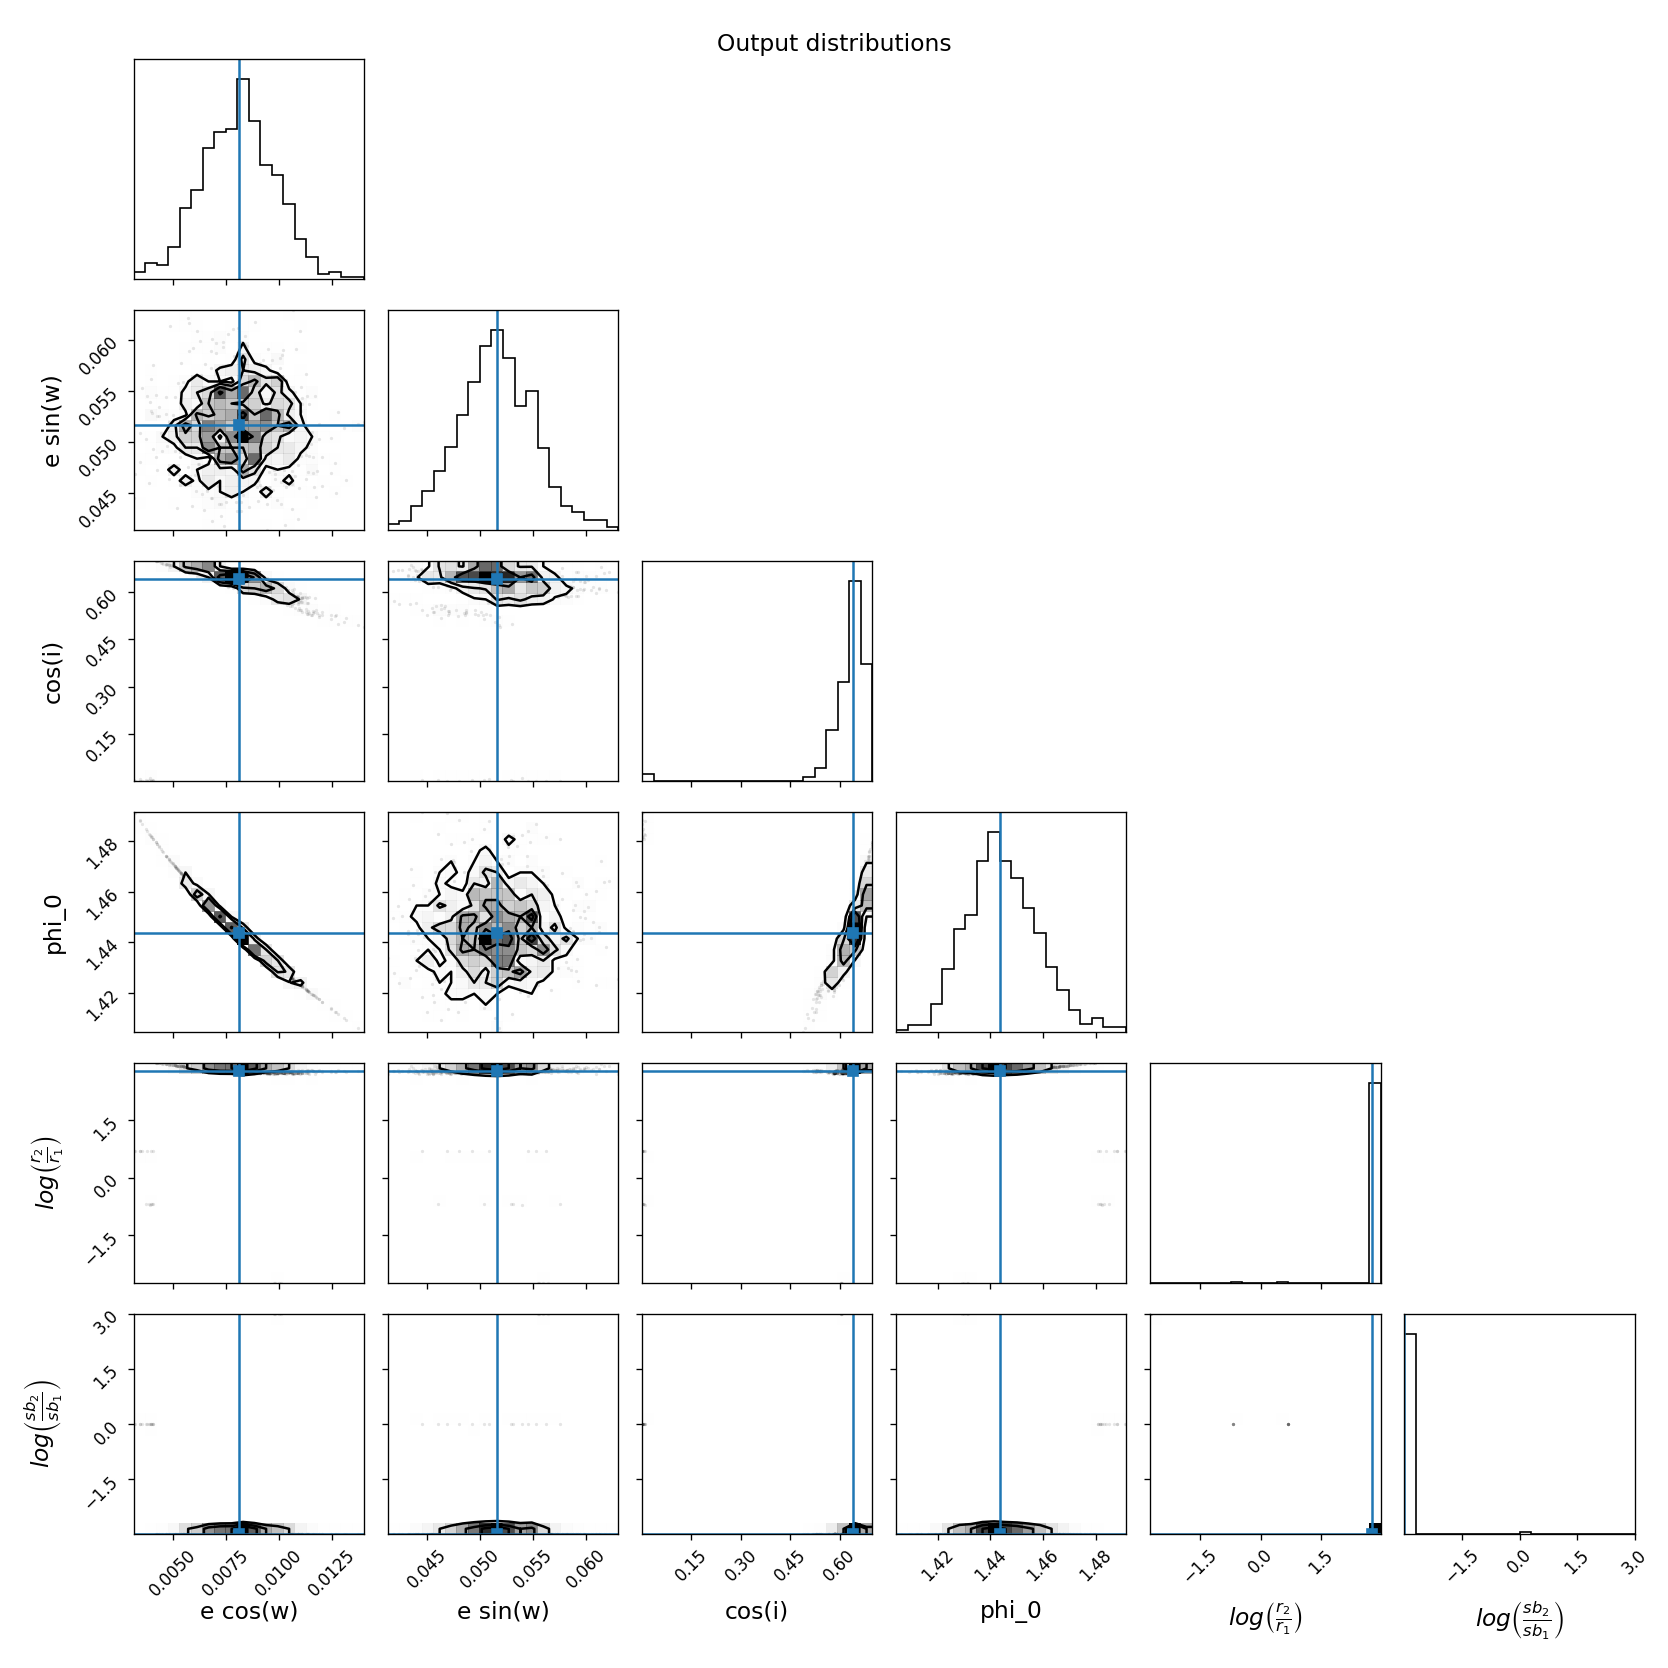 Output distributions
e sin(w)
0.060
0.055
0.050
0.045
cos(i)
0.60
0.45
0.30
0.15
phi_0
1.48
1.46
1.44
1.42
log(r2/r1)
1.5
0.0
−1.5
log(sb2/sb1)
3.0
1.5
0.0
−1.5
0.0050 0.0075 0.0100 0.0125 0.045 0.050 0.055 0.060 0.15 0.30 0.45 0.60 1.42 1.44 1.46 1.48 −1.5 0.0 1.5 −1.5 0.0 1.5 3.0
e cos(w) e sin(w) cos(i) phi_0 log(r2/r1) log(sb2/sb1)